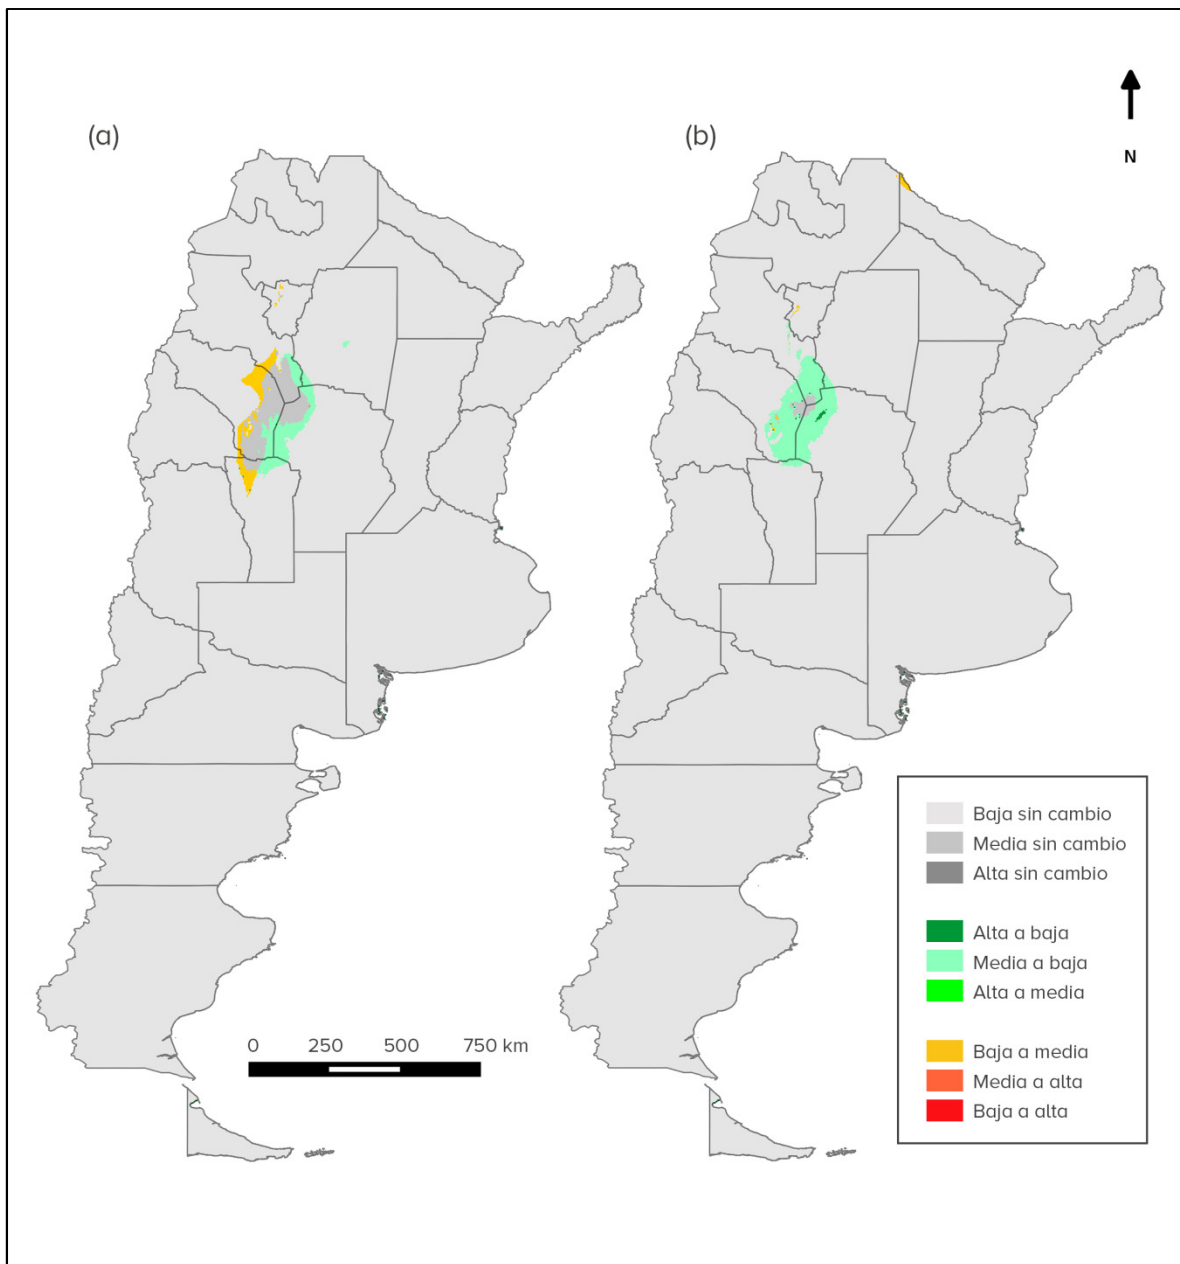 (a)
(b)
N
Baja sin cambio
Media sin cambio
Alta sin cambio
Alta a baja
Media a baja
Alta a media
Baja a media
Media a alta
Baja a alta
0 250 500 750 km